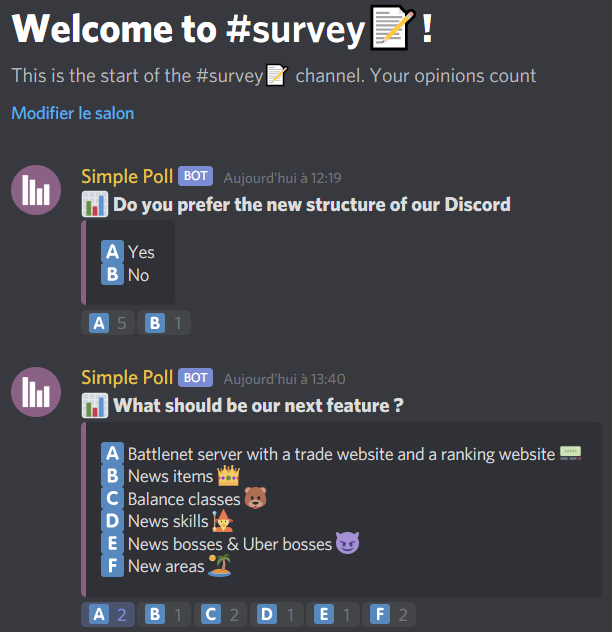 Welcome to #survey📝 !
This is the start of the #survey📝 channel. Your opinions count
Modifier le salon
Simple Poll BOT Aujourd'hui à 12:19
📊 Do you prefer the new structure of our Discord
A Yes
B No
A 5 B 1
Simple Poll BOT Aujourd'hui à 13:40
📊 What should be our next feature ?
A Battlenet server with a trade website and a ranking website
B News items 👑
C Balance classes 🐻
D News skills
E News bosses & Uber bosses 😈
F New areas 🏝
A 2 B 1 C 2 D 1 E 1 F 2